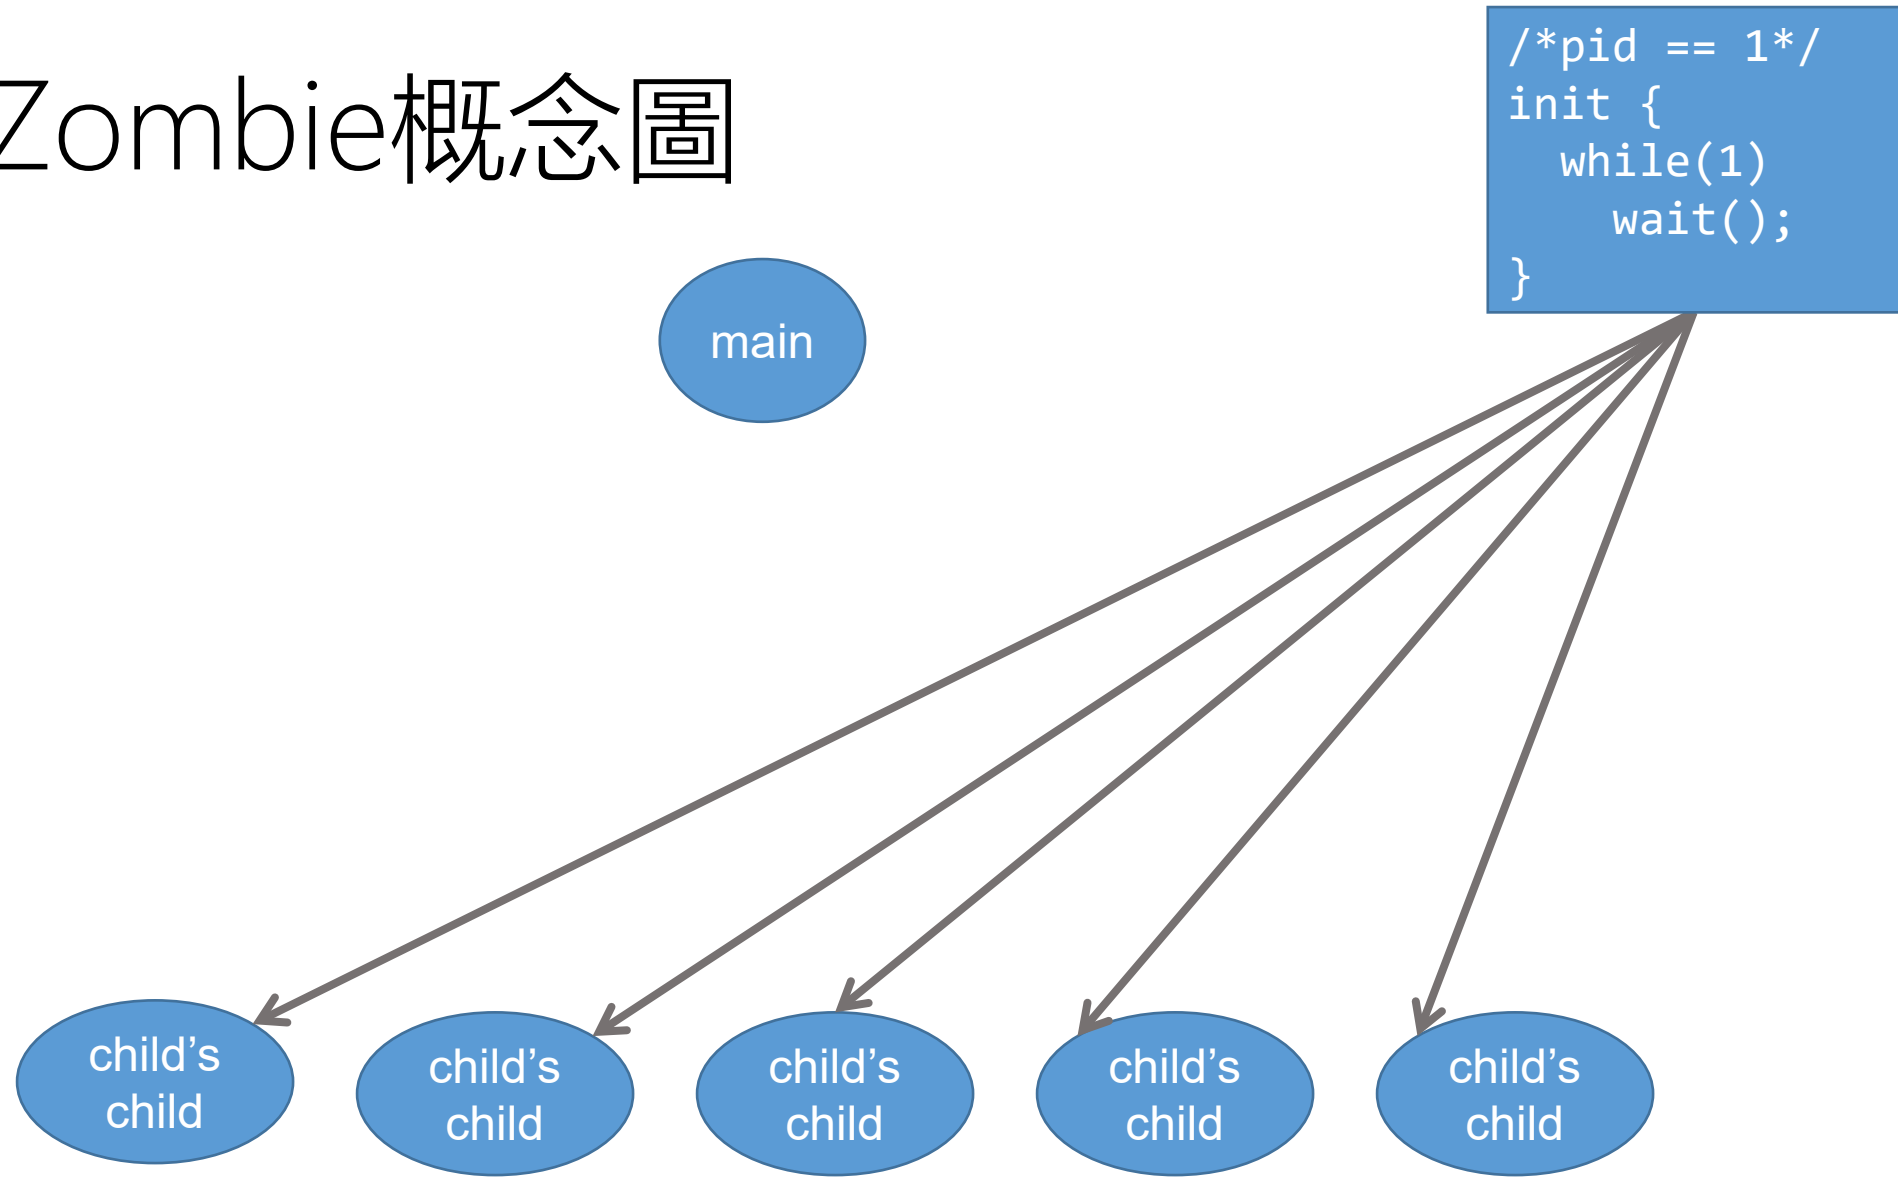 Zombie概念圖
/*pid == 1*/
init {
  while(1)
    wait();
}
main
child’s
child
child’s
child
child’s
child
child’s
child
child’s
child